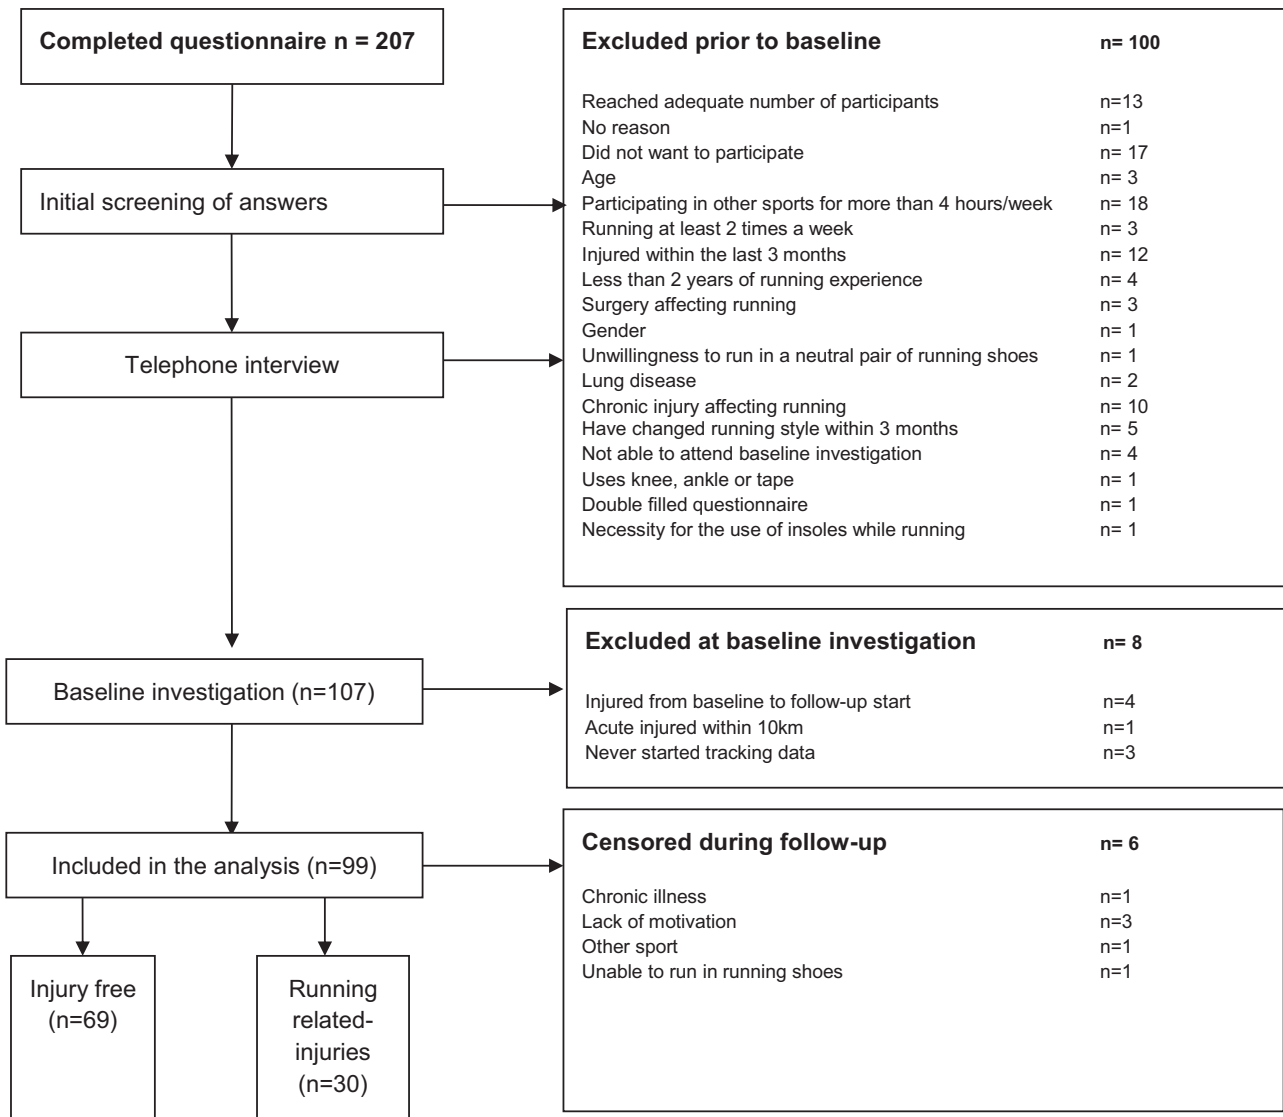 Completed questionnaire n = 207
Initial screening of answers
Telephone interview
Baseline investigation (n=107)
Included in the analysis (n=99)
Injury free
(n=69)
Running
related-
injuries
(n=30)
Excluded prior to baseline n= 100
Reached adequate number of participants n=13
No reason n=1
Did not want to participate n= 17
Age n= 3
Participating in other sports for more than 4 hours/week n= 18
Running at least 2 times a week n= 3
Injured within the last 3 months n= 12
Less than 2 years of running experience n= 4
Surgery affecting running n= 3
Gender n= 1
Unwillingness to run in a neutral pair of running shoes n= 1
Lung disease n= 2
Chronic injury affecting running n= 10
Have changed running style within 3 months n= 5
Not able to attend baseline investigation n= 4
Uses knee, ankle or tape n= 1
Double filled questionnaire n= 1
Necessity for the use of insoles while running n= 1
Excluded at baseline investigation n= 8
Injured from baseline to follow-up start n=4
Acute injured within 10km n=1
Never started tracking data n=3
Censored during follow-up n= 6
Chronic illness n=1
Lack of motivation n=3
Other sport n=1
Unable to run in running shoes n=1